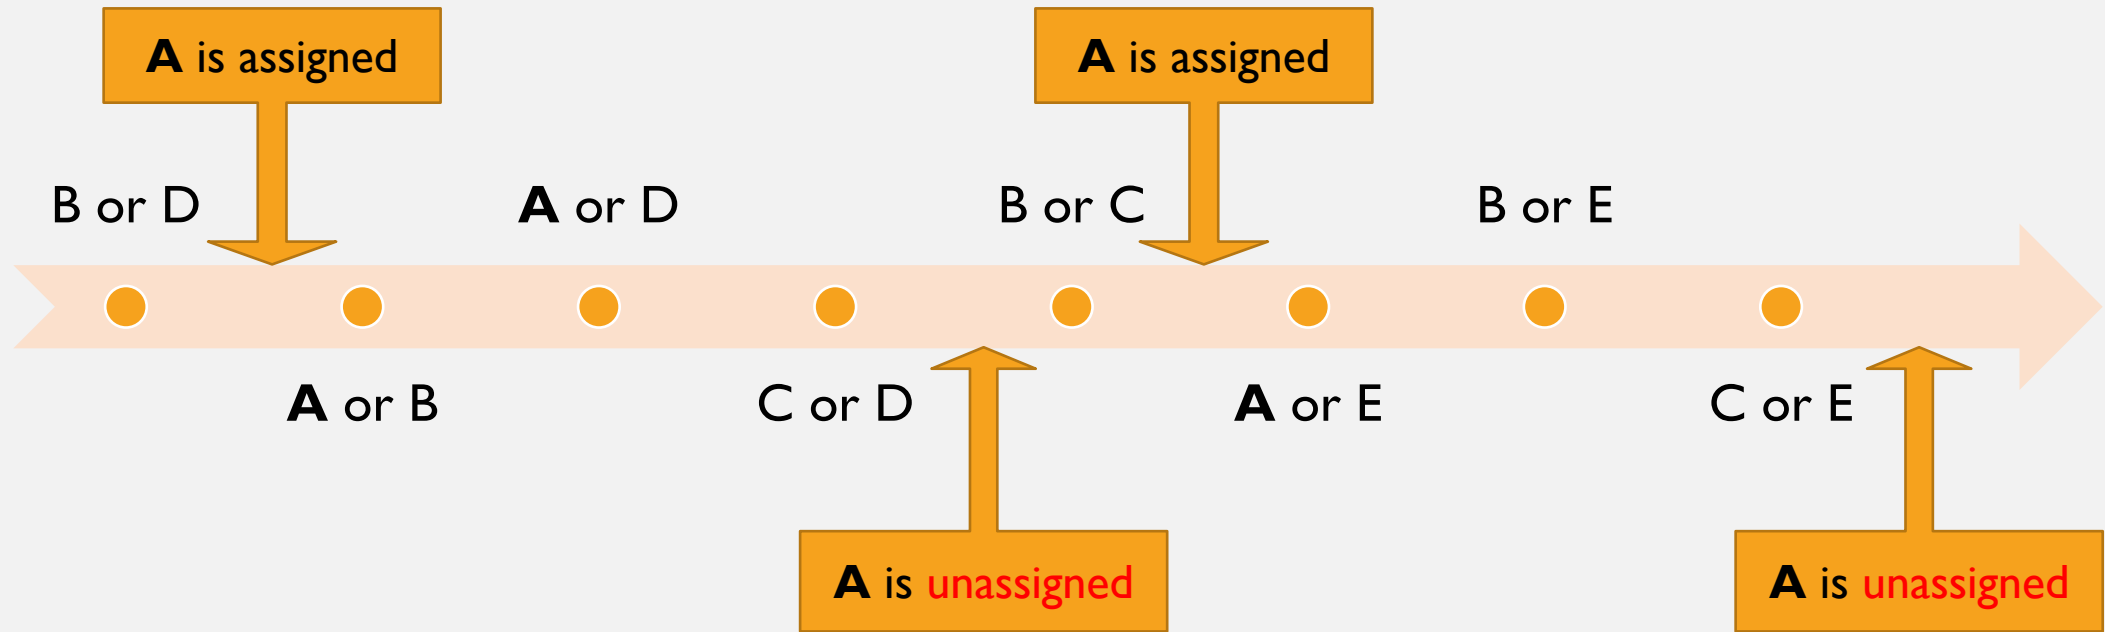 A is assigned
A is assigned
B or D
A or D
B or C
B or E
A or B
C or D
A or E
C or E
A is unassigned
A is unassigned